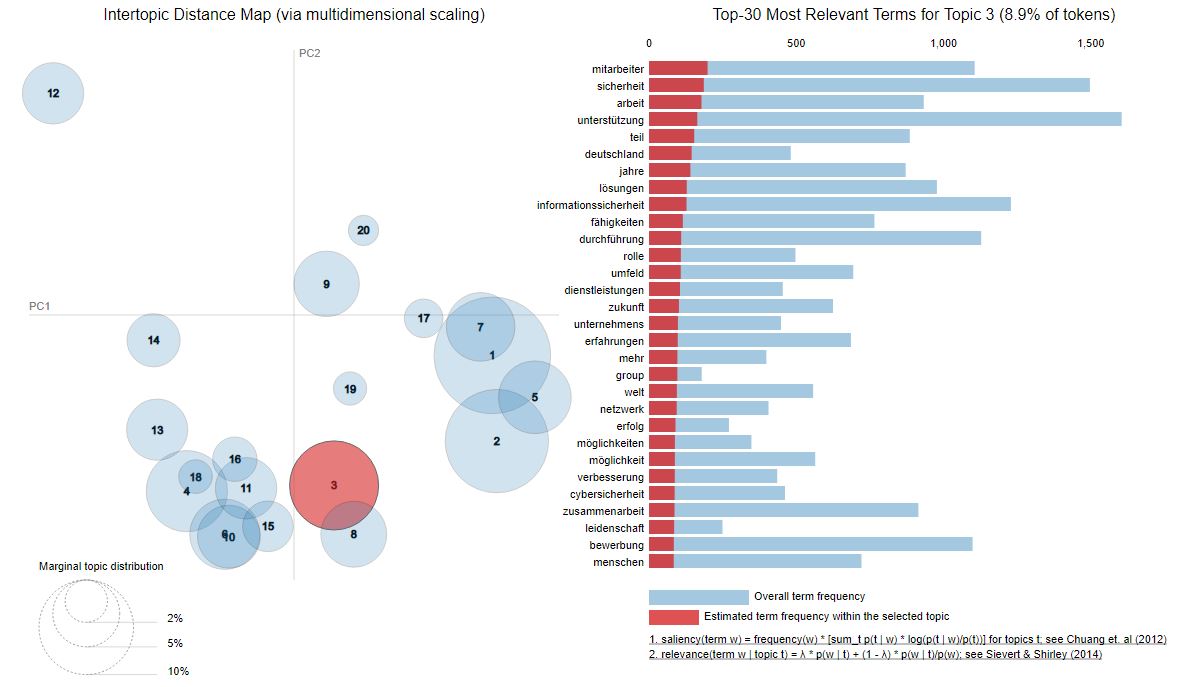 Intertopic Distance Map (via multidimensional scaling)
PC2
PC1
12
20
9
17
7
1
14
19
5
13
2
16
18
4
11
3
6
10
15
8
Marginal topic distribution
2%
5%
10%
Top-30 Most Relevant Terms for Topic 3 (8.9% of tokens)
0 500 1,000 1,500
mitarbeiter
sicherheit
arbeit
unterstützung
teil
deutschland
jahre
lösungen
informationssicherheit
fähigkeiten
durchführung
rolle
umfeld
dienstleistungen
zukunft
unternehmens
erfahrungen
mehr
group
welt
netzwerk
erfolg
möglichkeiten
möglichkeit
verbesserung
cybersicherheit
zusammenarbeit
leidenschaft
bewerbung
menschen
Overall term frequency
Estimated term frequency within the selected topic
1. saliency(term w) = frequency(w) * [sum_t p(t | w) * log(p(t | w)/p(t))] for topics t; see Chuang et. al (2012)
2. relevance(term w | topic t) = λ * p(w | t) + (1 - λ) * p(w | t)/p(w); see Sievert & Shirley (2014)